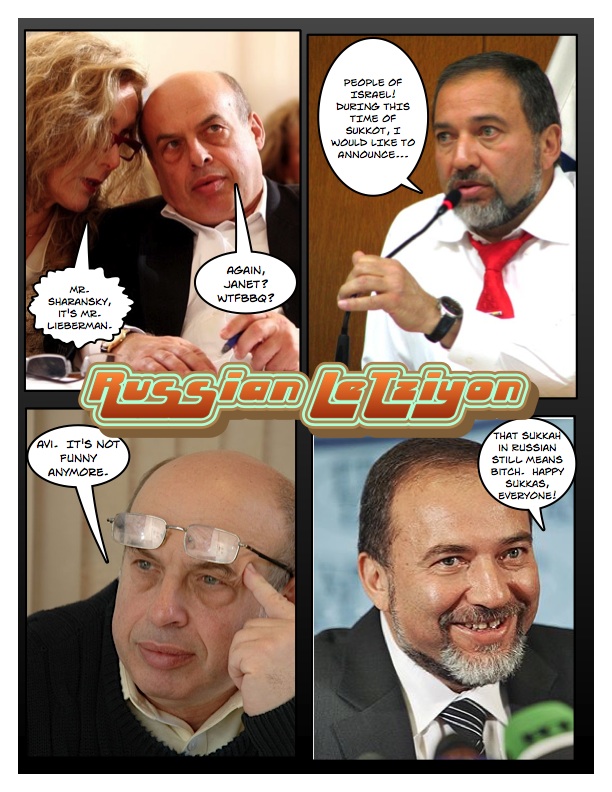 MR.
SHARANSKY,
IT'S MR.
LIEBERMAN.
AGAIN,
JANET?
WTFBBQ?
PEOPLE OF
ISRAEL!
DURING THIS
TIME OF
SUKKOT, I
WOULD LIKE TO
ANNOUNCE...
Russian LeTziyon
AVI. IT'S NOT
FUNNY
ANYMORE.
THAT SUKKAH
IN RUSSIAN
STILL MEANS
BITCH. HAPPY
SUKKAS,
EVERYONE!